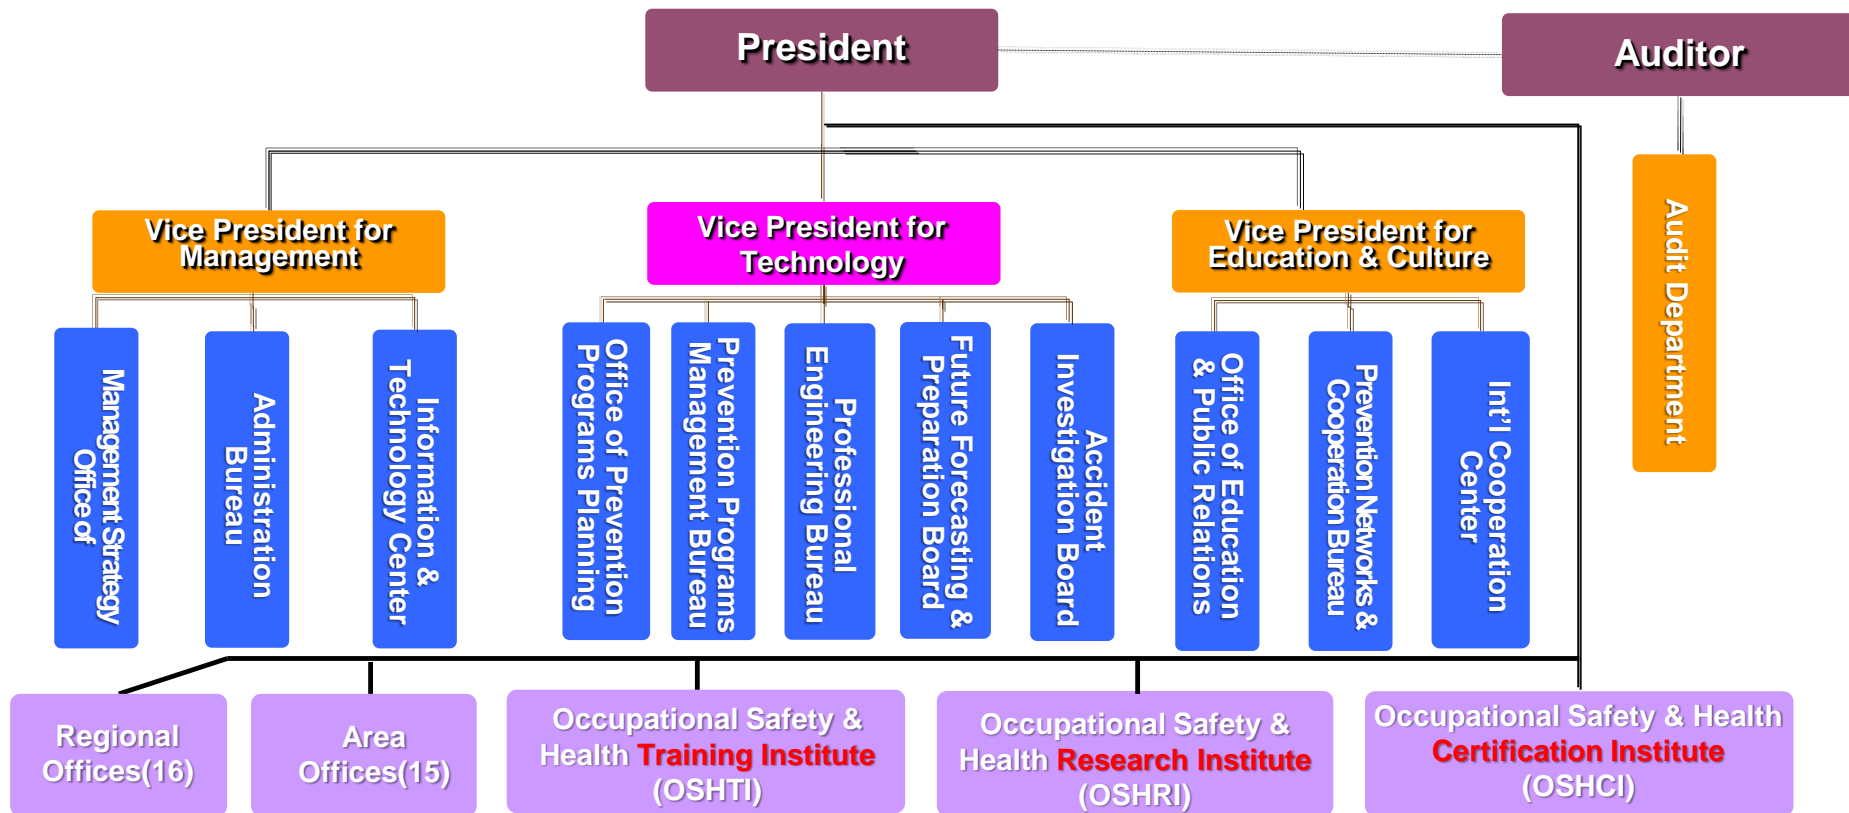 President
Auditor
Vice President for
Management
Vice President for
Technology
Vice President for
Education & Culture
Audit Department
Management Strategy
Office of
Administration
Bureau
Information &
Technology Center
Office of Prevention
Programs Planning
Prevention Programs
Management Bureau
Professional
Engineering Bureau
Future Forecasting &
Preparation Board
Accident
Investigation Board
Office of Education
& Public Relations
Prevention Networks &
Cooperation Bureau
Int'l Cooperation
Center
Regional
Offices(16)
Area
Offices(15)
Occupational Safety &
Health Training Institute
(OSHTI)
Occupational Safety &
Health Research Institute
(OSHRI)
Occupational Safety & Health
Certification Institute
(OSHCI)